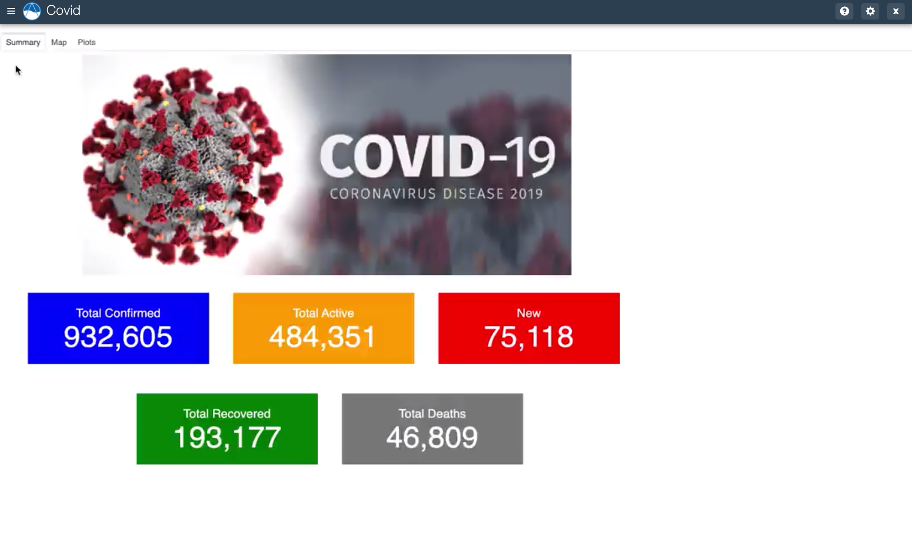 Covid
Summary Map Plots
COVID-19
CORONAVIRUS DISEASE 2019
Total Confirmed
932,605
Total Active
484,351
New
75,118
Total Recovered
193,177
Total Deaths
46,809